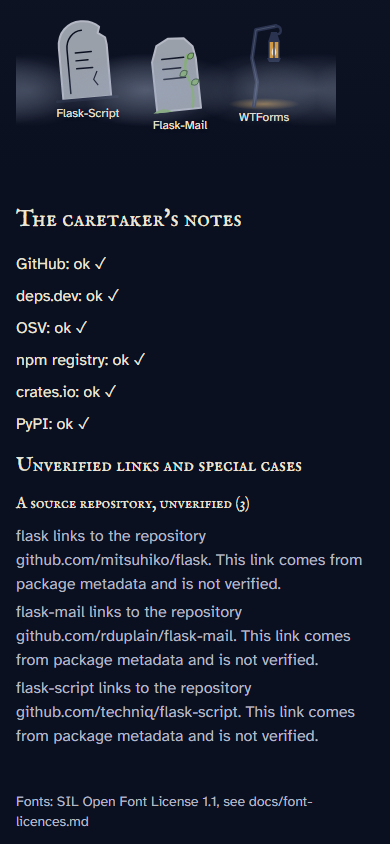 Flask-Script
Flask-Mail
WTForms
The caretaker's notes
GitHub: ok ✓
deps.dev: ok ✓
OSV: ok ✓
npm registry: ok ✓
crates.io: ok ✓
PyPI: ok ✓
Unverified links and special cases
A source repository, unverified (3)
flask links to the repository
github.com/mitsuhiko/flask. This link comes from
package metadata and is not verified.
flask-mail links to the repository
github.com/rduplain/flask-mail. This link comes
from package metadata and is not verified.
flask-script links to the repository
github.com/techniq/flask-script. This link comes
from package metadata and is not verified.
Fonts: SIL Open Font License 1.1, see docs/font-
licences.md